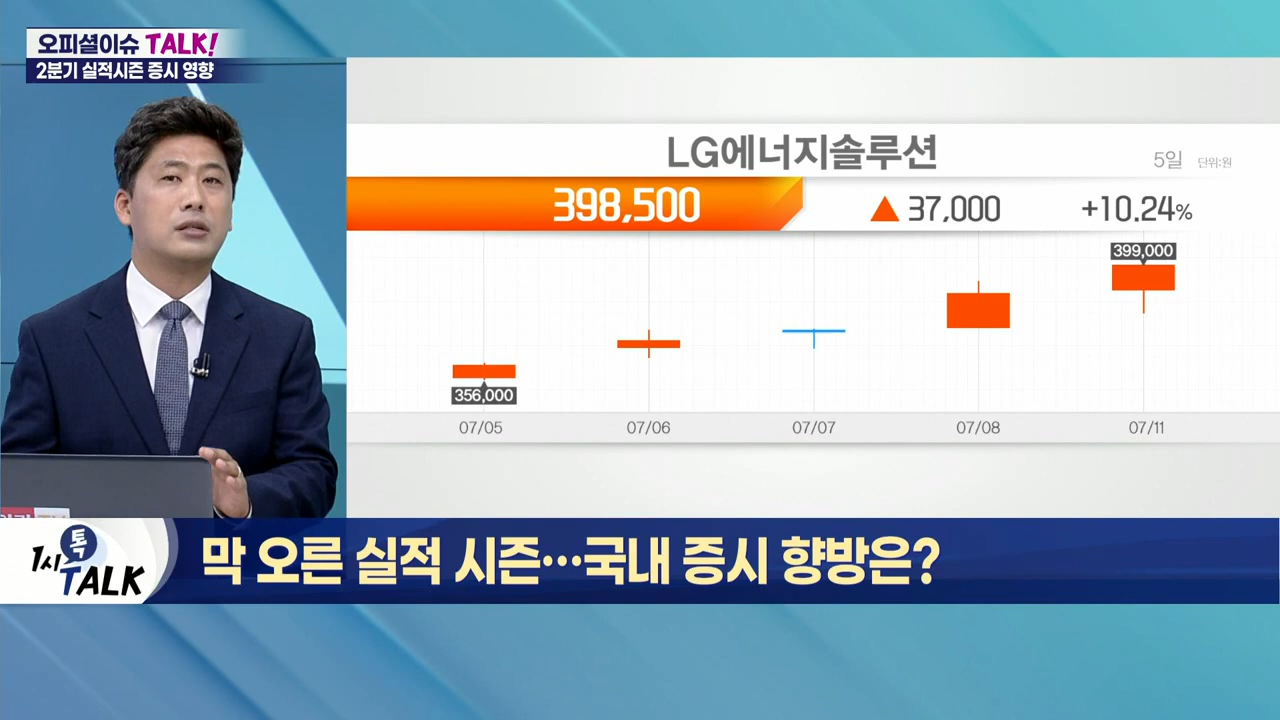 오피셜이슈 TALK!
2분기 실적시즌 증시 영향
LG에너지솔루션
5일 단위:원
398,500 ▲ 37,000 +10.24%
399,000
356,000
07/05 07/06 07/07 07/08 07/11
1시톡 TALK
막 오른 실적 시즌…국내 증시 향방은?